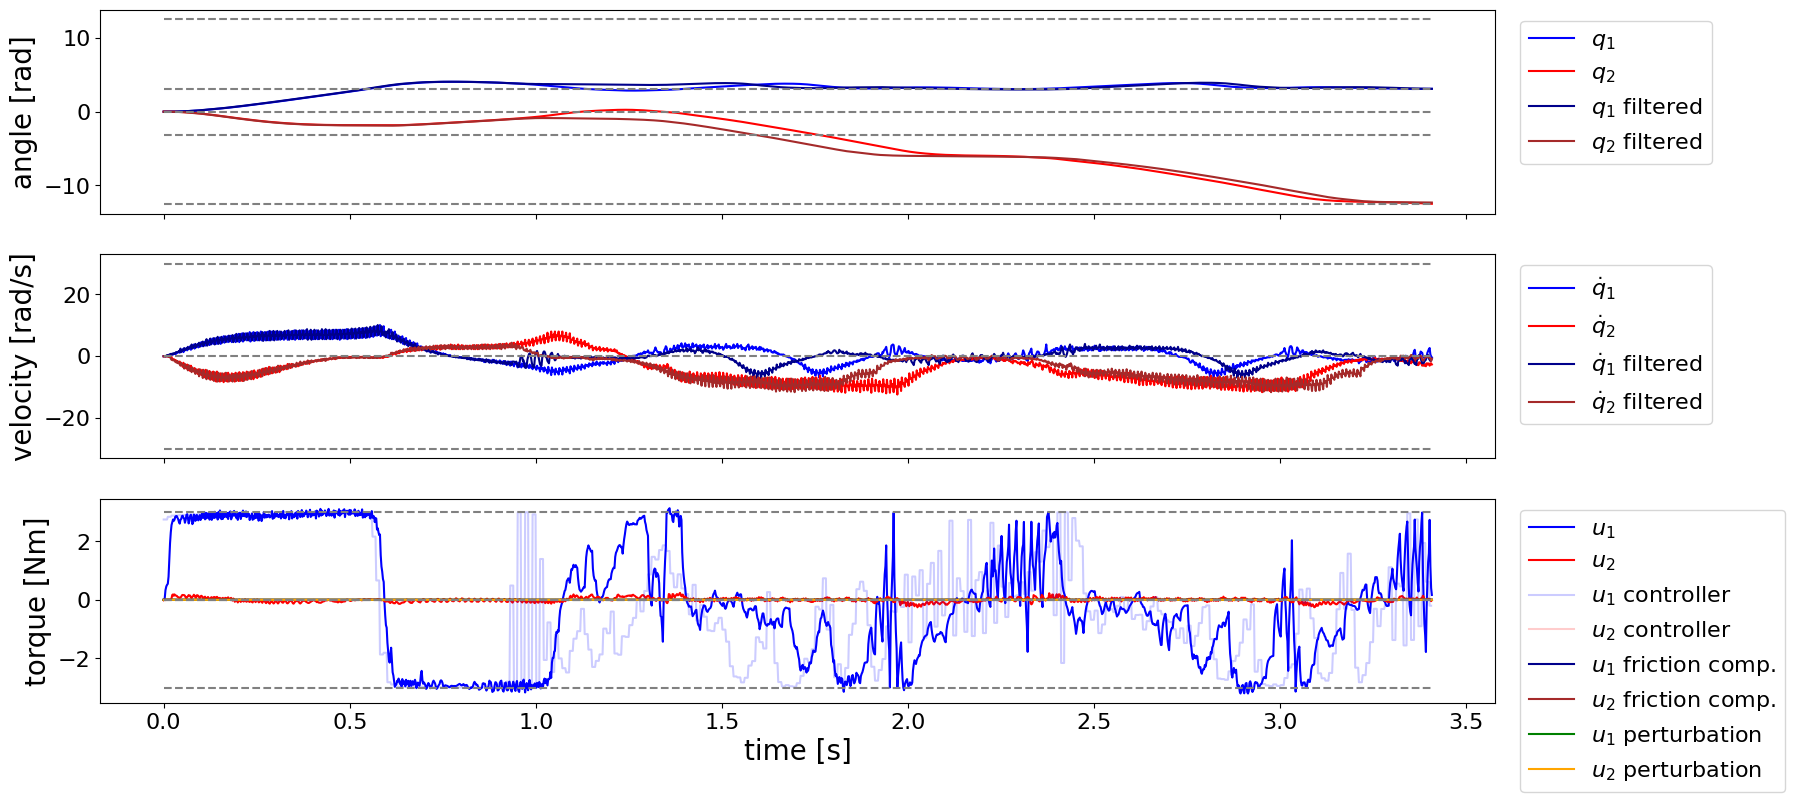 angle [rad]
10
0
−10
q₁
q₂
q₁ filtered
q₂ filtered
velocity [rad/s]
20
0
−20
q̇₁
q̇₂
q̇₁ filtered
q̇₂ filtered
torque [Nm]
2
0
−2
0.0 0.5 1.0 1.5 2.0 2.5 3.0 3.5
time [s]
u₁
u₂
u₁ controller
u₂ controller
u₁ friction comp.
u₂ friction comp.
u₁ perturbation
u₂ perturbation